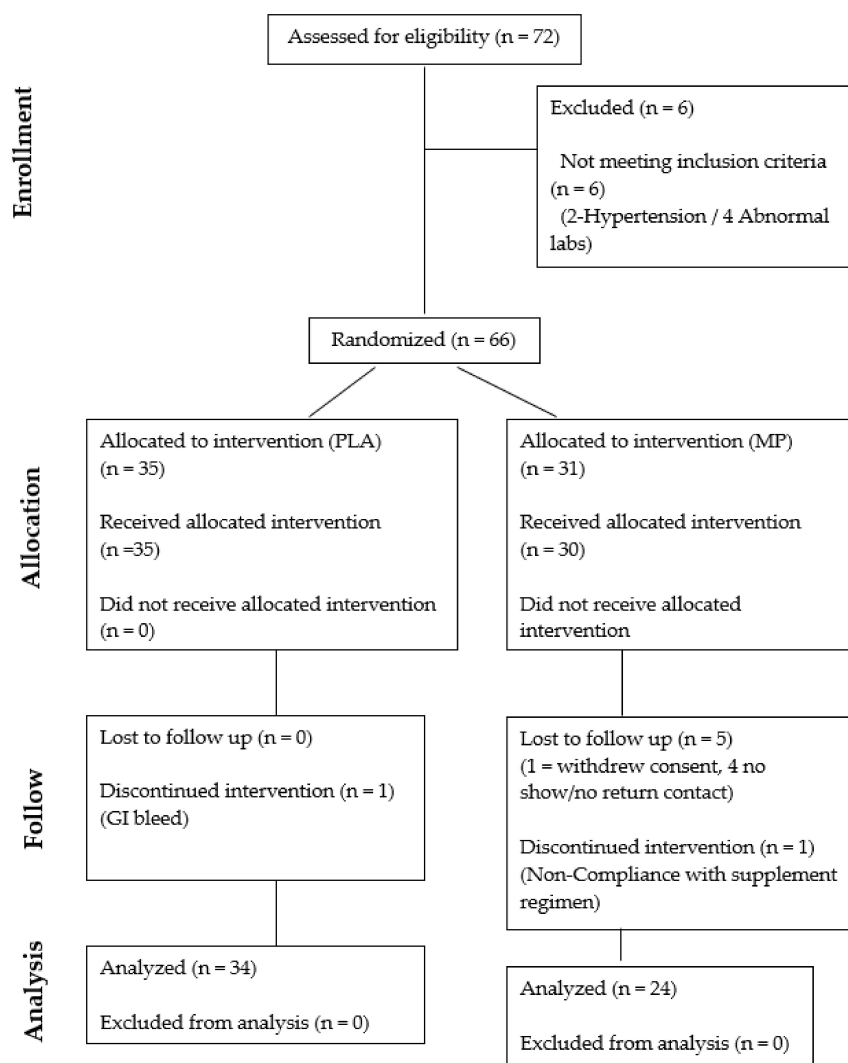 Assessed for eligibility (n = 72)
Enrollment
Excluded (n = 6)
Not meeting inclusion criteria
(n = 6)
(2-Hypertension / 4 Abnormal
labs)
Randomized (n = 66)
Allocation
Allocated to intervention (PLA)
(n = 35)
Received allocated intervention
(n =35)
Did not receive allocated intervention
(n = 0)
Allocated to intervention (MP)
(n = 31)
Received allocated intervention
(n = 30)
Did not receive allocated
intervention
Follow
Lost to follow up (n = 0)
Discontinued intervention (n = 1)
(GI bleed)
Lost to follow up (n = 5)
(1 = withdrew consent, 4 no
show/no return contact)
Discontinued intervention (n = 1)
(Non-Compliance with supplement
regimen)
Analysis
Analyzed (n = 34)
Excluded from analysis (n = 0)
Analyzed (n = 24)
Excluded from analysis (n = 0)